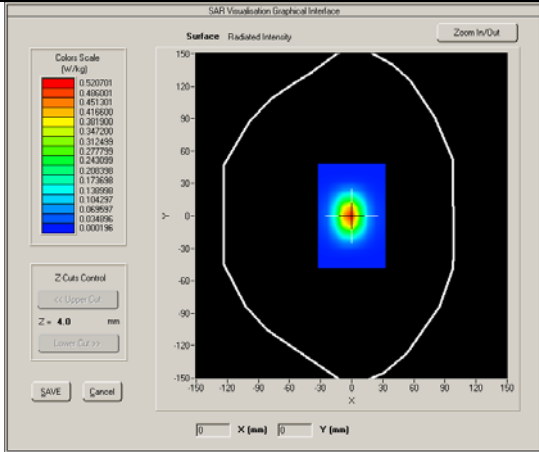 SAR Visualisation Graphical Interface
Surface Radiated Intensity
Zoom In/Out
Colors Scale
(W/kg)
0.520701
0.486001
0.451301
0.416600
0.381900
0.347200
0.312499
0.277799
0.243099
0.208398
0.173698
0.138998
0.104297
0.069597
0.034896
0.000196
Z-Cuts Control
<< Upper Cut
Z = 4.0 mm
Lower Cut >>
SAVE Cancel
150
120
90
60
30
0
-30
-60
-90
-120
-150
Y
-150 -120 -90 -60 -30 0 30 60 90 120 150
X
0 X (mm) 0 Y (mm)